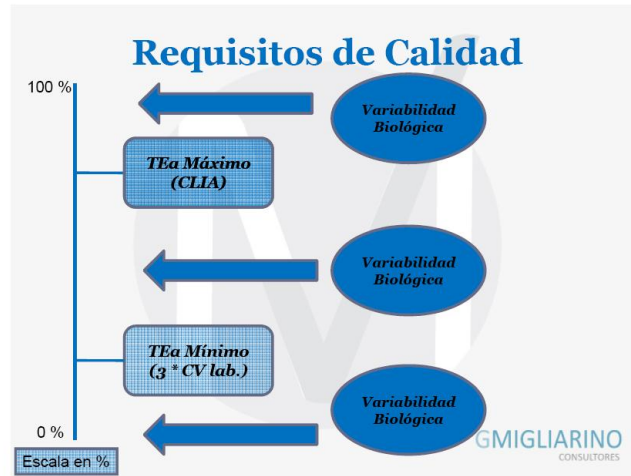 Requisitos de Calidad
100 %
Variabilidad
Biológica
TEa Máximo
(CLIA)
Variabilidad
Biológica
TEa Mínimo
(3 * CV lab.)
Variabilidad
Biológica
0 %
GMIGLIARINO
CONSULTORES
Escala en %